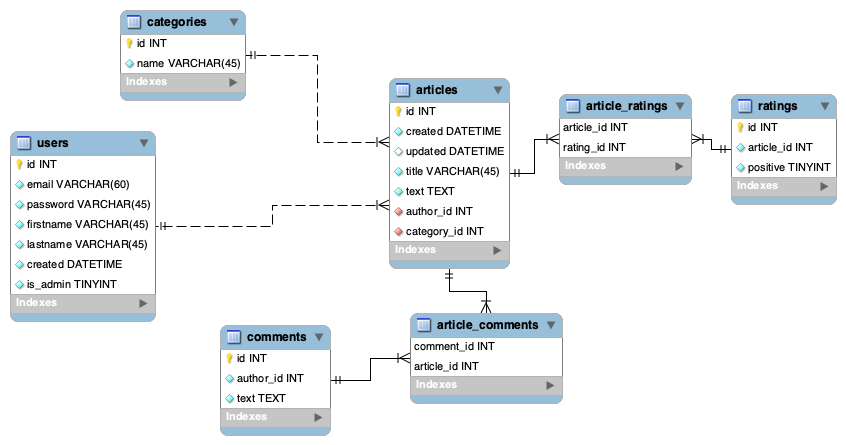 categories
id INT
name VARCHAR(45)
Indexes
users
id INT
email VARCHAR(60)
password VARCHAR(45)
firstname VARCHAR(45)
lastname VARCHAR(45)
created DATETIME
is_admin TINYINT
Indexes
articles
id INT
created DATETIME
updated DATETIME
title VARCHAR(45)
text TEXT
author_id INT
category_id INT
Indexes
article_ratings
article_id INT
rating_id INT
Indexes
ratings
id INT
article_id INT
positive TINYINT
Indexes
comments
id INT
author_id INT
text TEXT
Indexes
article_comments
comment_id INT
article_id INT
Indexes